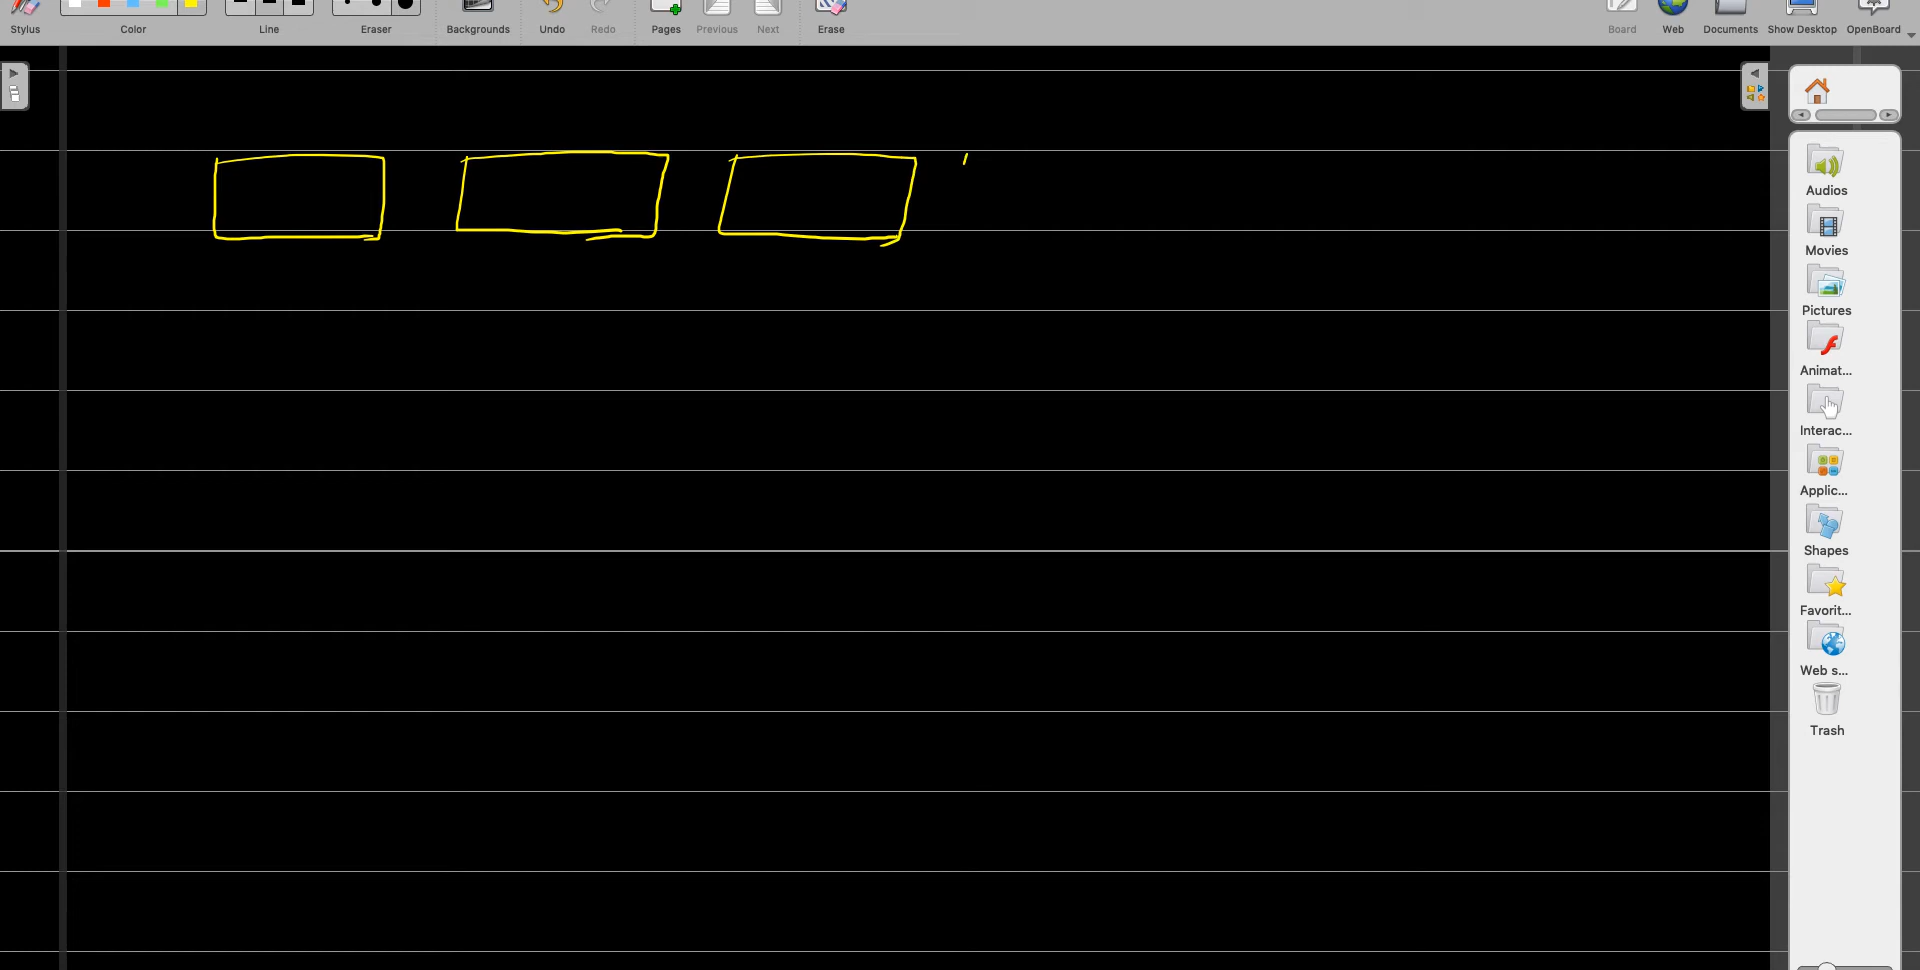 Stylus Color Line Eraser Backgrounds Undo Redo Pages Previous Next Erase Board Web Documents Show Desktop OpenBoard
Audios
Movies
Pictures
Animat...
Interac...
Applic...
Shapes
Favorit...
Web s...
Trash